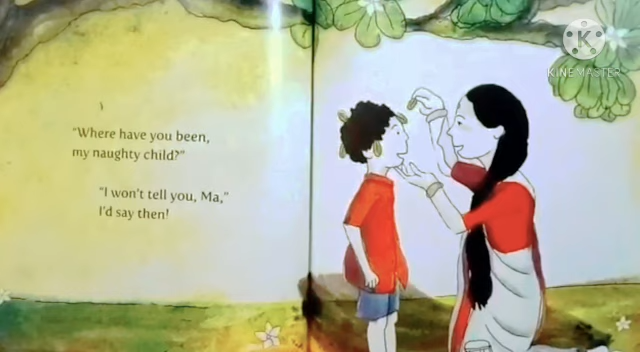 "Where have you been,
my naughty child?"
"I won't tell you, Ma,"
I'd say then!
KINEMASTER